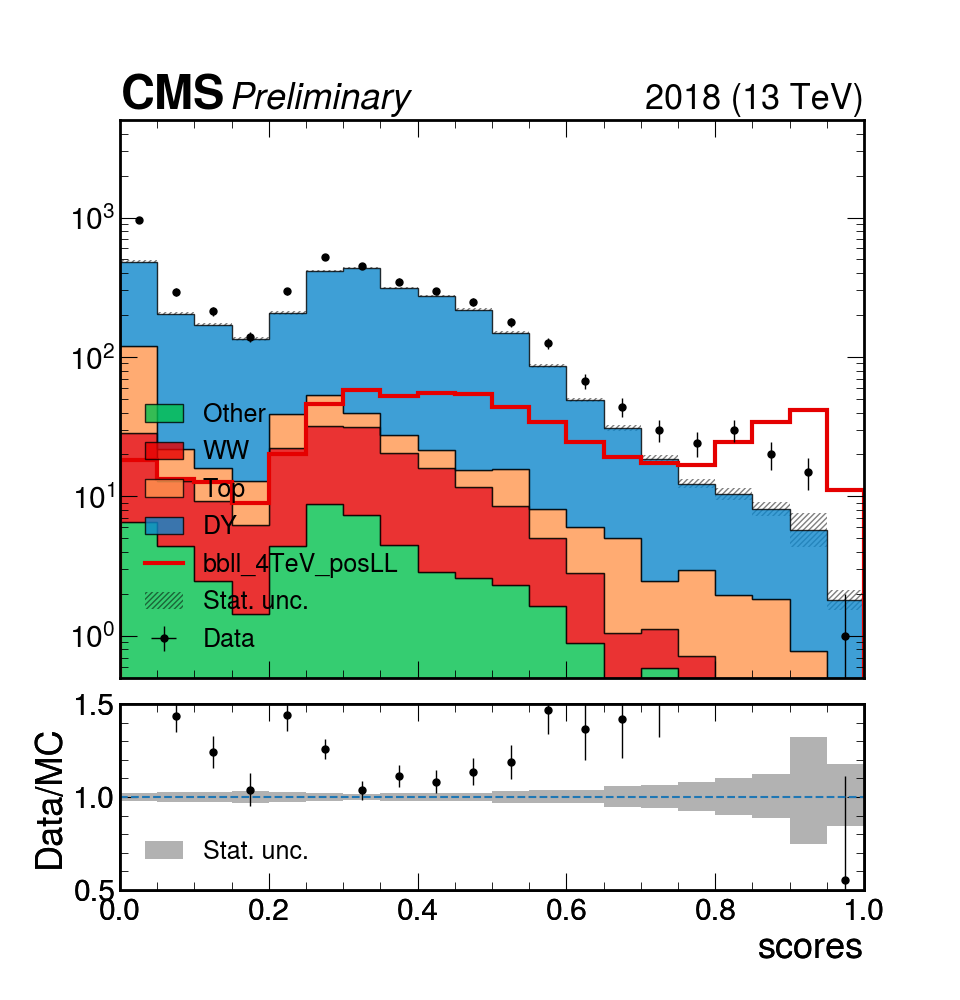 CMS Preliminary 2018 (13 TeV)
10³
10²
10¹
10⁰
Other
WW
Top
DY
bbll_4TeV_posLL
Stat. unc.
Data
1.5
1.0
0.5
Data/MC
Stat. unc.
0.0 0.2 0.4 0.6 0.8 1.0
scores